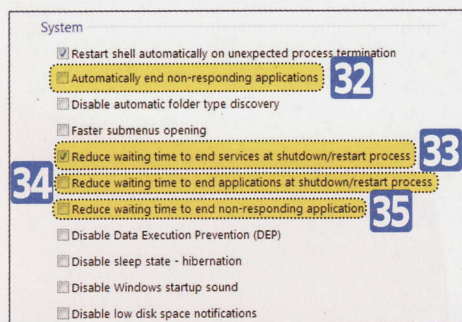 System
Restart shell automatically on unexpected process termination
Automatically end non-responding applications
32
Disable automatic folder type discovery
Faster submenus opening
Reduce waiting time to end services at shutdown/restart process
33
34
Reduce waiting time to end applications at shutdown/restart process
Reduce waiting time to end non-responding application
35
Disable Data Execution Prevention (DEP)
Disable sleep state - hibernation
Disable Windows startup sound
Disable low disk space notifications